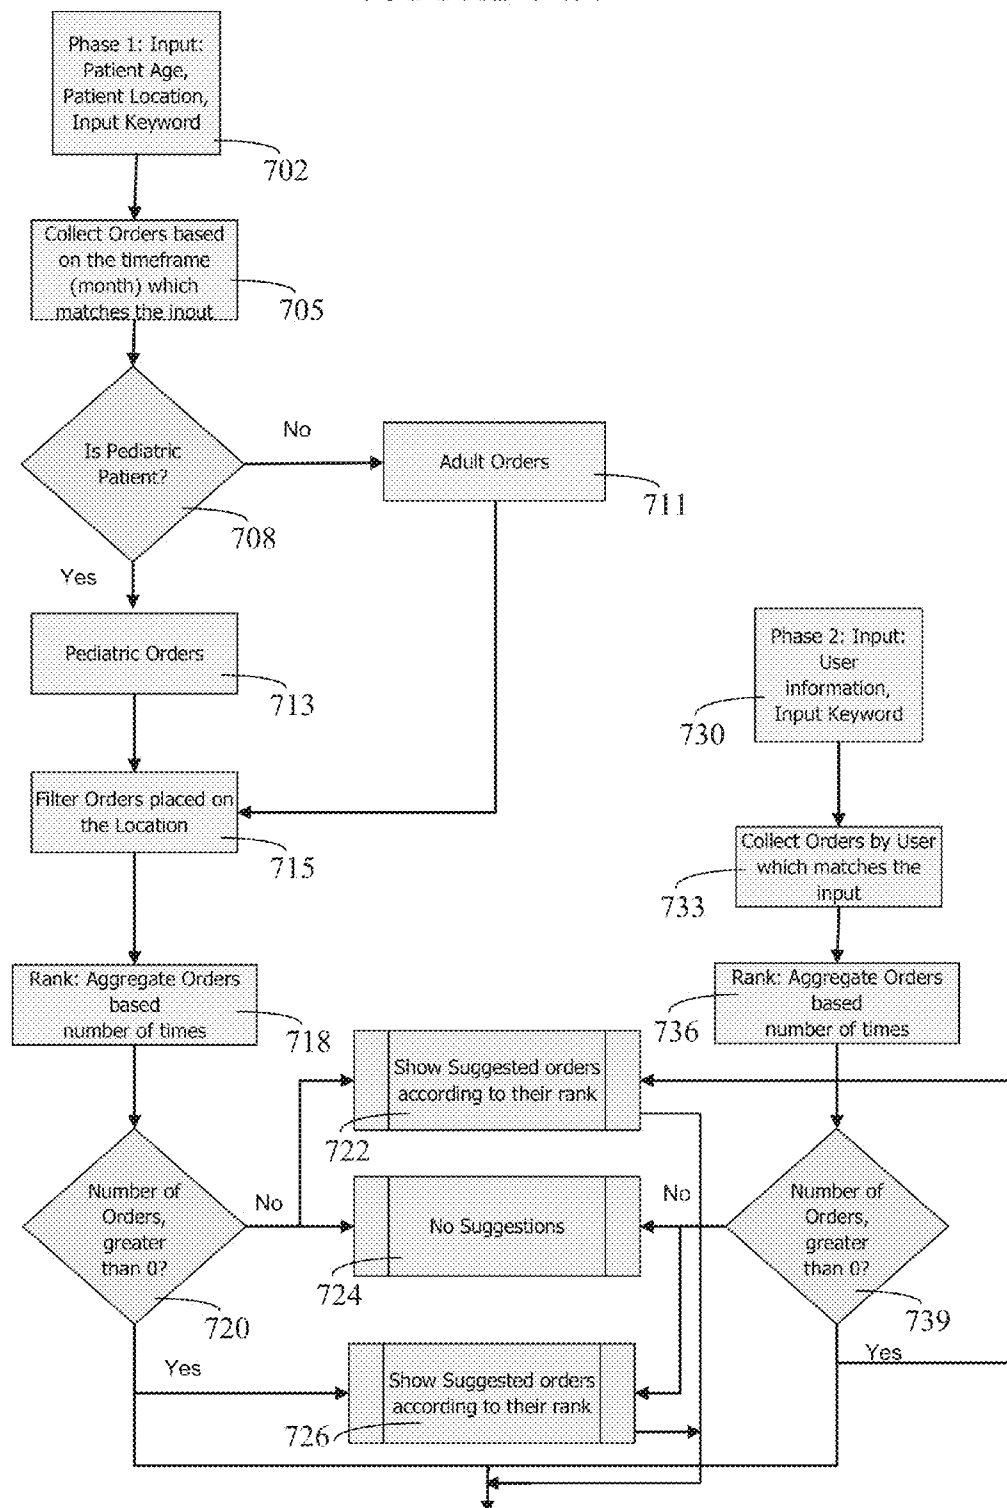 Phase 1: Input:
Patient Age,
Patient Location,
Input Keyword
702
Collect Orders based
on the timeframe
(month) which
matches the input
705
Is Pediatric
Patient?
708
No
Adult Orders
711
Yes
Pediatric Orders
713
Filter Orders placed on
the Location
715
Rank: Aggregate Orders
based
number of times
718
Number of
Orders,
greater
than 0?
720
No
Yes
Show Suggested orders
according to their rank
722
No Suggestions
724
Show Suggested orders
according to their rank
726
Phase 2: Input:
User
information,
Input Keyword
730
Collect Orders by User
which matches the
input
733
Rank: Aggregate Orders
based
number of times
736
No
Number of
Orders,
greater
than 0?
739
Yes